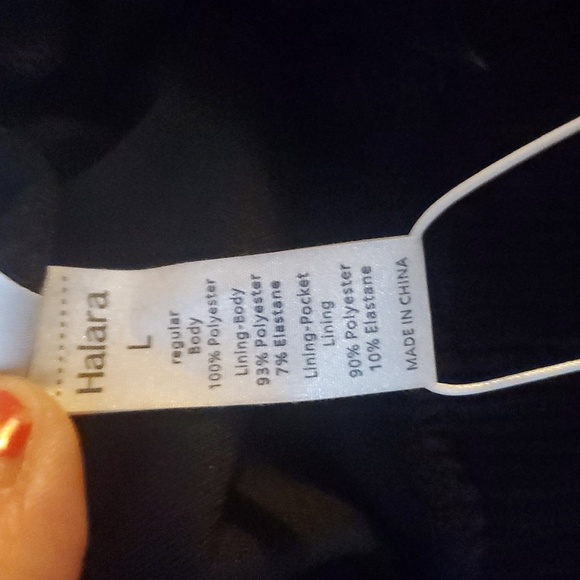 Halara
L
regular
Body
100% Polyester
Lining-Body
93% Polyester
7% Elastane
Lining-Pocket
Lining
90% Polyester
10% Elastane
MADE IN CHINA